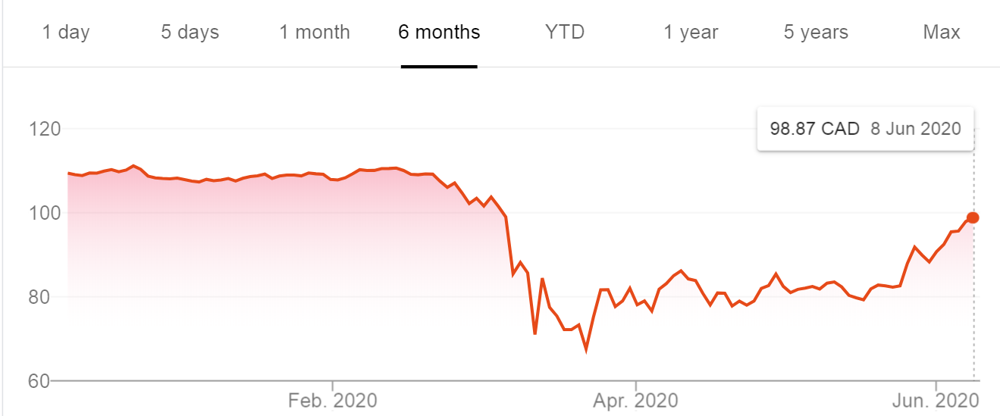 1 day 5 days 1 month 6 months YTD 1 year 5 years Max
98.87 CAD 8 Jun 2020
120
100
80
60
Feb. 2020 Apr. 2020 Jun. 2020